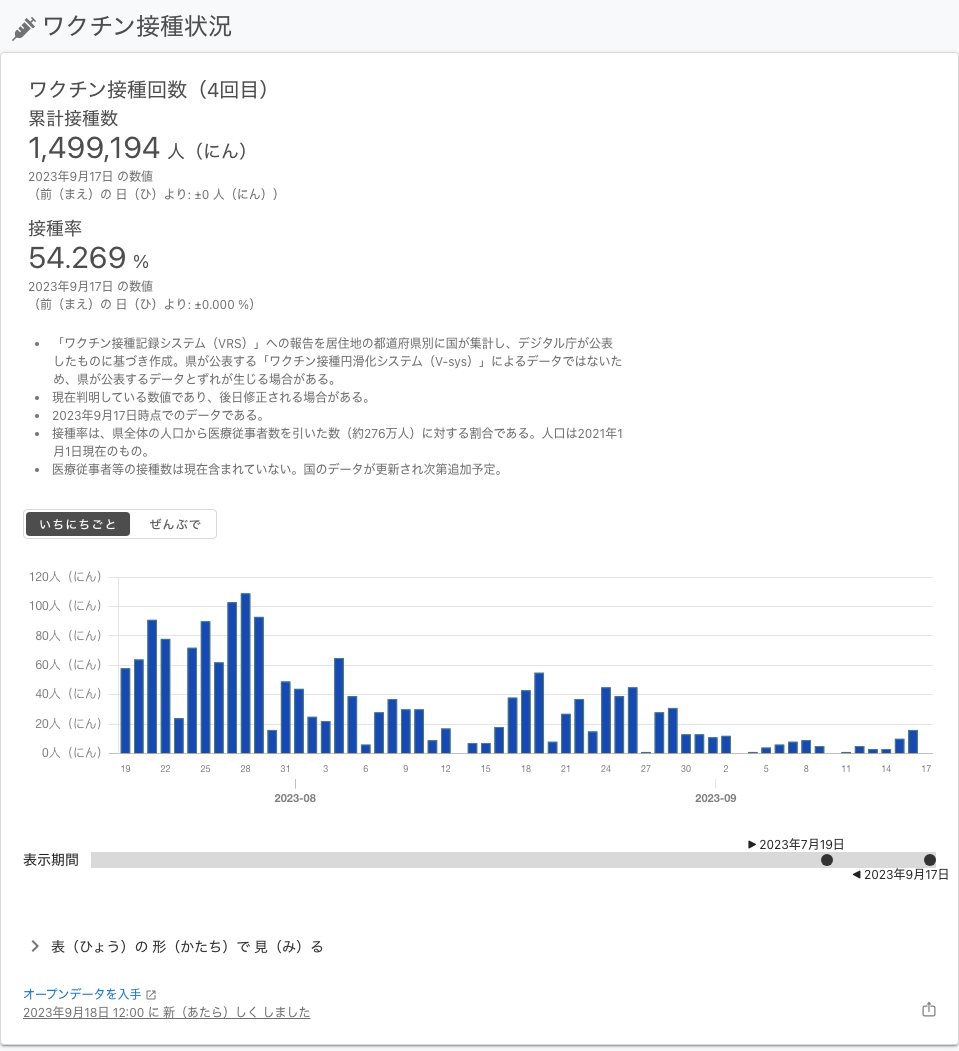 ワクチン接種状況
ワクチン接種回数（4回目）
累計接種数
1,499,194 人（にん）
2023年9月17日 の数値
（前（まえ）の 日（ひ）より: ±0 人（にん））
接種率
54.269 %
2023年9月17日 の数値
（前（まえ）の 日（ひ）より: ±0.000 %）
• 「ワクチン接種記録システム（VRS）」への報告を居住地の都道府県別に国が集計し、デジタル庁が公表
したものに基づき作成。県が公表する「ワクチン接種円滑化システム（V-sys）」によるデータではないた
め、県が公表するデータとずれが生じる場合がある。
• 現在判明している数値であり、後日修正される場合がある。
• 2023年9月17日時点でのデータである。
• 接種率は、県全体の人口から医療従事者数を引いた数（約276万人）に対する割合である。人口は2021年1
月1日現在のもの。
• 医療従事者等の接種数は現在含まれていない。国のデータが更新され次第追加予定。
いちにちごと ぜんぶで
120人（にん）
100人（にん）
80人（にん）
60人（にん）
40人（にん）
20人（にん）
0人（にん）
19 22 25 28 31 3 6 9 12 15 18 21 24 27 30 2 5 8 11 14 17
2023-08 2023-09
▶ 2023年7月19日
表示期間
◀ 2023年9月17日
表（ひょう）の 形（かたち）で 見（み）る
オープンデータを入手
2023年9月18日 12:00 に 新（あたら）しく しました